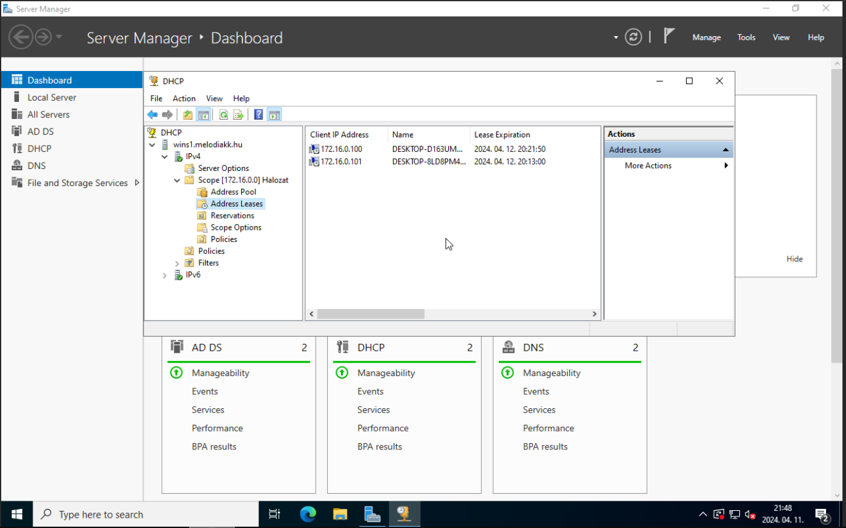 Server Manager
Server Manager • Dashboard
Manage Tools View Help
Dashboard
Local Server
All Servers
AD DS
DHCP
DNS
File and Storage Services
DHCP
File Action View Help
DHCP
wins1.melodiakk.hu
IPv4
Server Options
Scope [172.16.0.0] Halozat
Address Pool
Address Leases
Reservations
Scope Options
Policies
Policies
Filters
IPv6
Client IP Address Name Lease Expiration
172.16.0.100 DESKTOP-D163UM... 2024. 04. 12. 20:21:50
172.16.0.101 DESKTOP-8LD8PM4... 2024. 04. 12. 20:13:00
Actions
Address Leases
More Actions
Hide
AD DS 2
Manageability
Events
Services
Performance
BPA results
DHCP 2
Manageability
Events
Services
Performance
BPA results
DNS 2
Manageability
Events
Services
Performance
BPA results
Type here to search
21:48
2024. 04. 11.
2